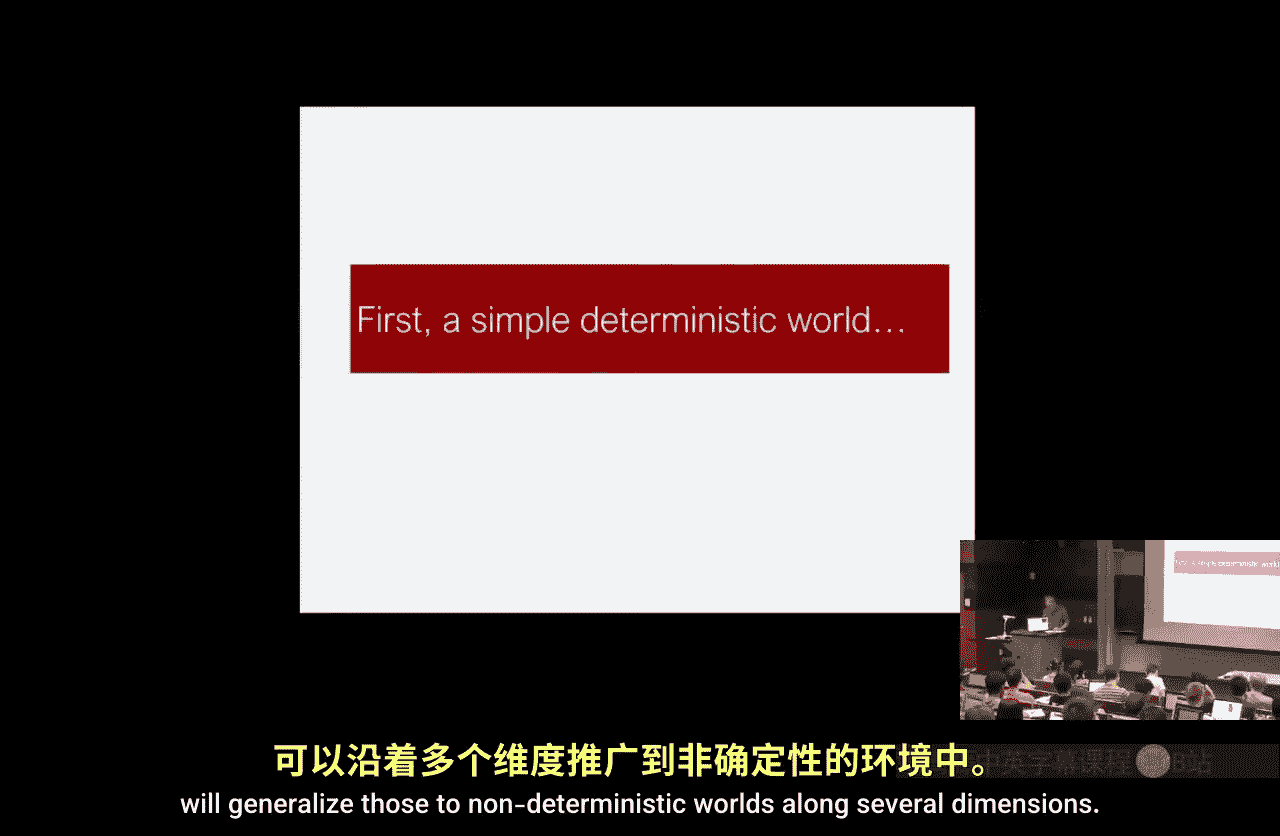 First, a simple deterministic world…
可以沿着多个维度推广到非确定性的环境中。
will generalize those to non-deterministic worlds along several dimensions.